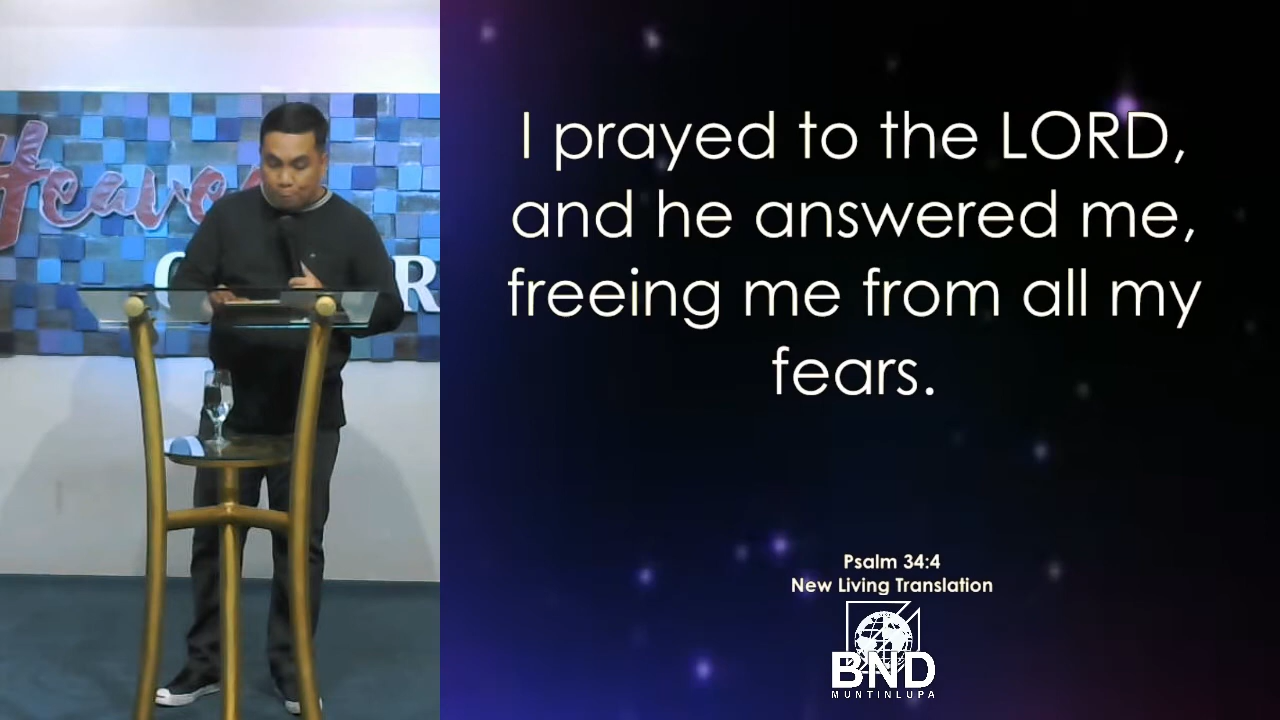 Heaven
I prayed to the LORD,
and he answered me,
freeing me from all my
fears.
Psalm 34:4
New Living Translation
BND
MUNTINLUPA